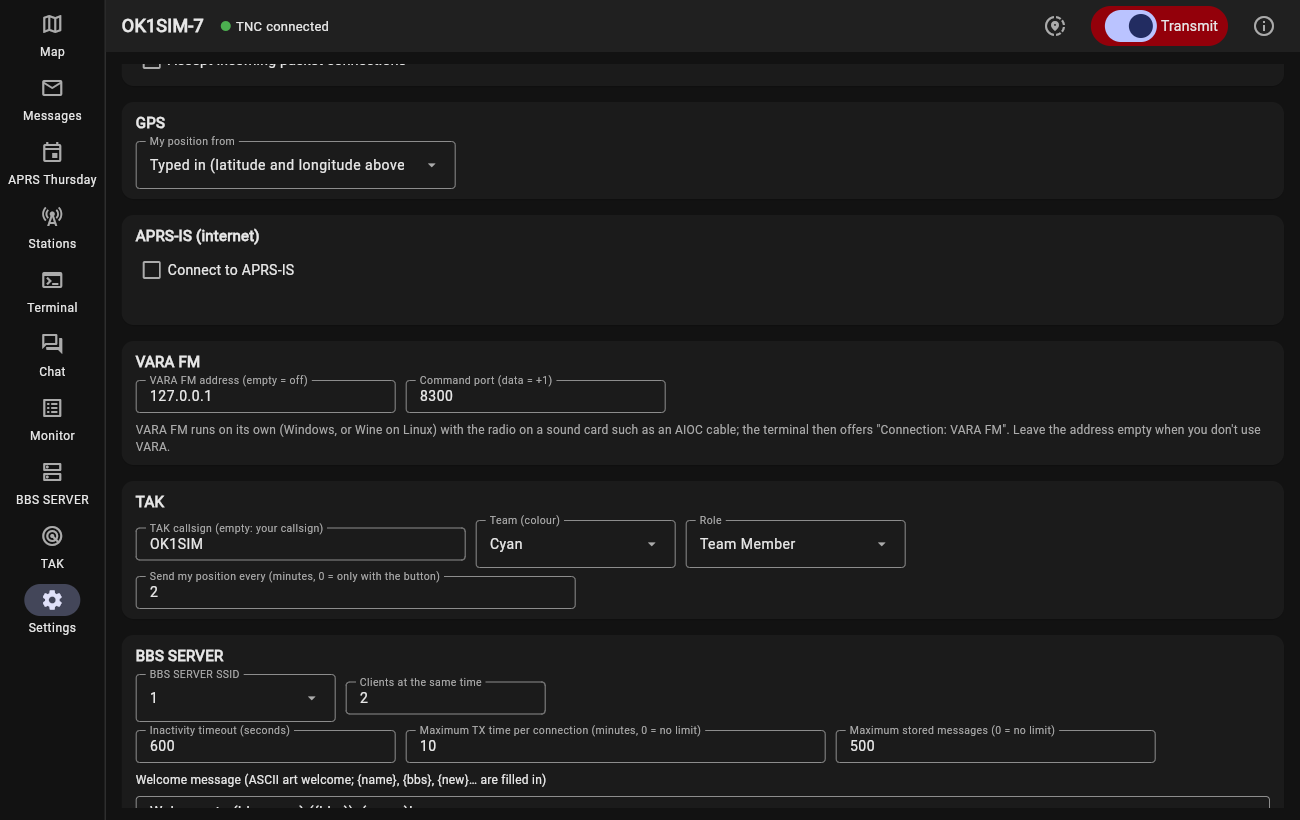 OK1SIM-7
TNC connected
Transmit
Map
Messages
APRS Thursday
Stations
Terminal
Chat
Monitor
BBS SERVER
TAK
Settings
Accept incoming packet connections
GPS
My position from
Typed in (latitude and longitude above
APRS-IS (internet)
Connect to APRS-IS
VARA FM
VARA FM address (empty = off)
127.0.0.1
Command port (data = +1)
8300
VARA FM runs on its own (Windows, or Wine on Linux) with the radio on a sound card such as an AIOC cable; the terminal then offers "Connection: VARA FM". Leave the address empty when you don't use
VARA.
TAK
TAK callsign (empty: your callsign)
OK1SIM
Team (colour)
Cyan
Role
Team Member
Send my position every (minutes, 0 = only with the button)
2
BBS SERVER
BBS SERVER SSID
1
Clients at the same time
2
Inactivity timeout (seconds)
600
Maximum TX time per connection (minutes, 0 = no limit)
10
Maximum stored messages (0 = no limit)
500
Welcome message (ASCII art welcome; {name}, {bbs}, {new}… are filled in)